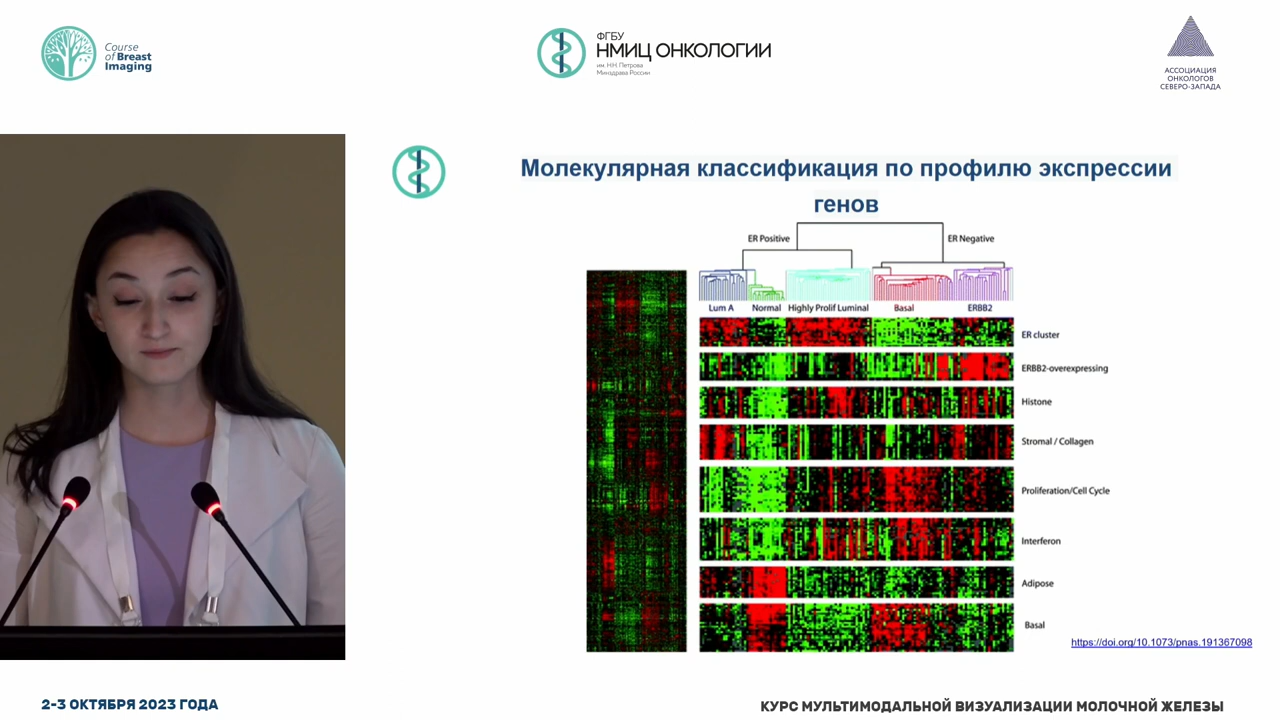 Course
of Breast
Imaging
ФГБУ
НМИЦ ОНКОЛОГИИ
им. Н.Н. Петрова
Минздрава России
АССОЦИАЦИЯ
ОНКОЛОГОВ
СЕВЕРО-ЗАПАДА
Молекулярная классификация по профилю экспрессии
генов
ER Positive
ER Negative
Lum A
Normal
Highly Prolif Luminal
Basal
ERBB2
ER cluster
ERBB2-overexpressing
Histone
Stromal / Collagen
Proliferation/Cell Cycle
Interferon
Adipose
Basal
https://doi.org/10.1073/pnas.191367098
2-3 ОКТЯБРЯ 2023 ГОДА
КУРС МУЛЬТИМОДАЛЬНОЙ ВИЗУАЛИЗАЦИИ МОЛОЧНОЙ ЖЕЛЕЗЫ